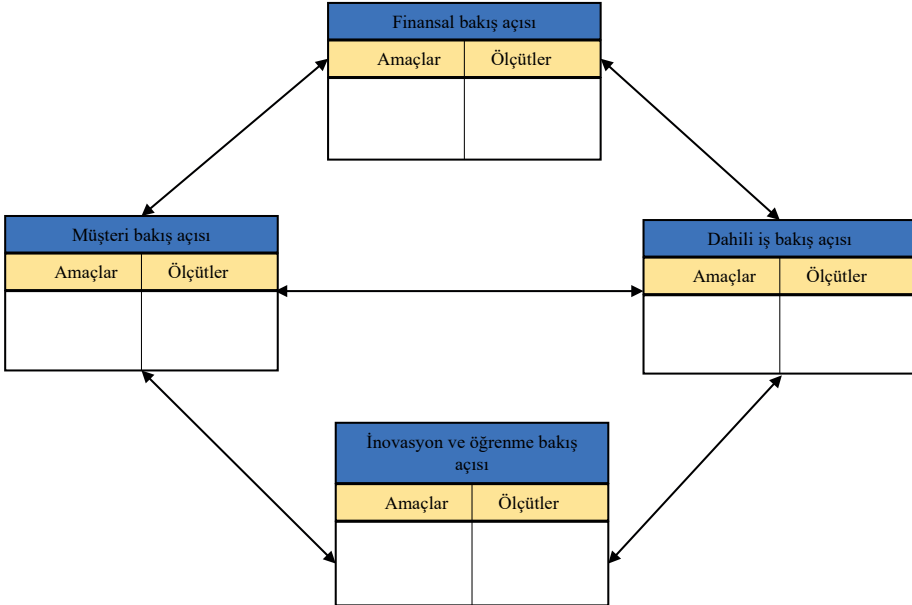 Finansal bakış açısı
Amaçlar Ölçütler
Müşteri bakış açısı
Amaçlar Ölçütler
Dahili iş bakış açısı
Amaçlar Ölçütler
İnovasyon ve öğrenme bakış
açısı
Amaçlar Ölçütler